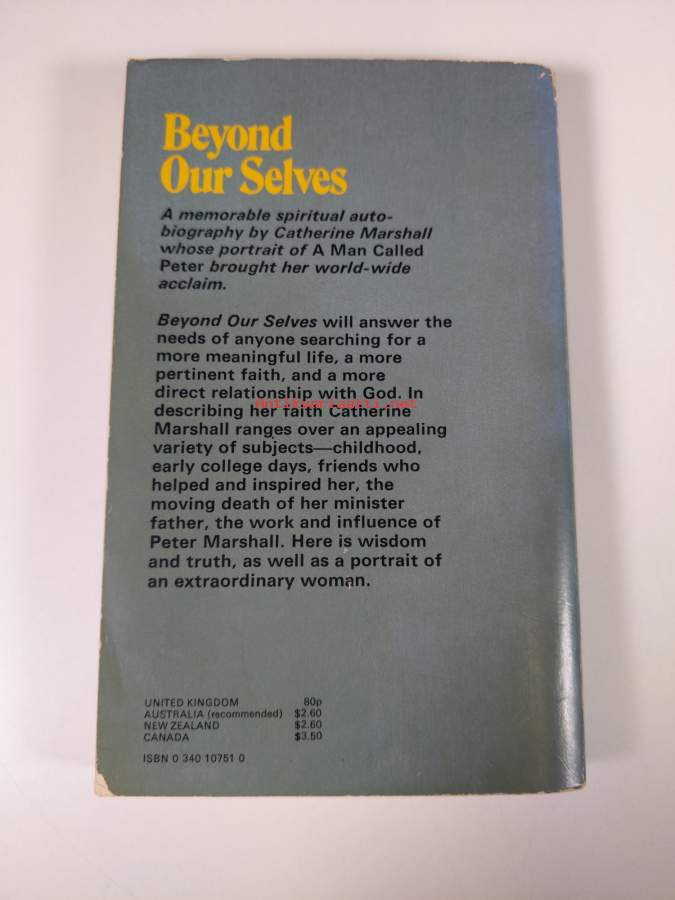 Beyond
Our Selves
A memorable spiritual auto-
biography by Catherine Marshall
whose portrait of A Man Called
Peter brought her world-wide
acclaim.
Beyond Our Selves will answer the
needs of anyone searching for a
more meaningful life, a more
pertinent faith, and a more
direct relationship with God. In
describing her faith Catherine
Marshall ranges over an appealing
variety of subjects—childhood,
early college days, friends who
helped and inspired her, the
moving death of her minister
father, the work and influence of
Peter Marshall. Here is wisdom
and truth, as well as a portrait of
an extraordinary woman.
UNITED KINGDOM 80p
AUSTRALIA (recommended) $2.60
NEW ZEALAND $2.60
CANADA $3.50
ISBN 0 340 10751 0